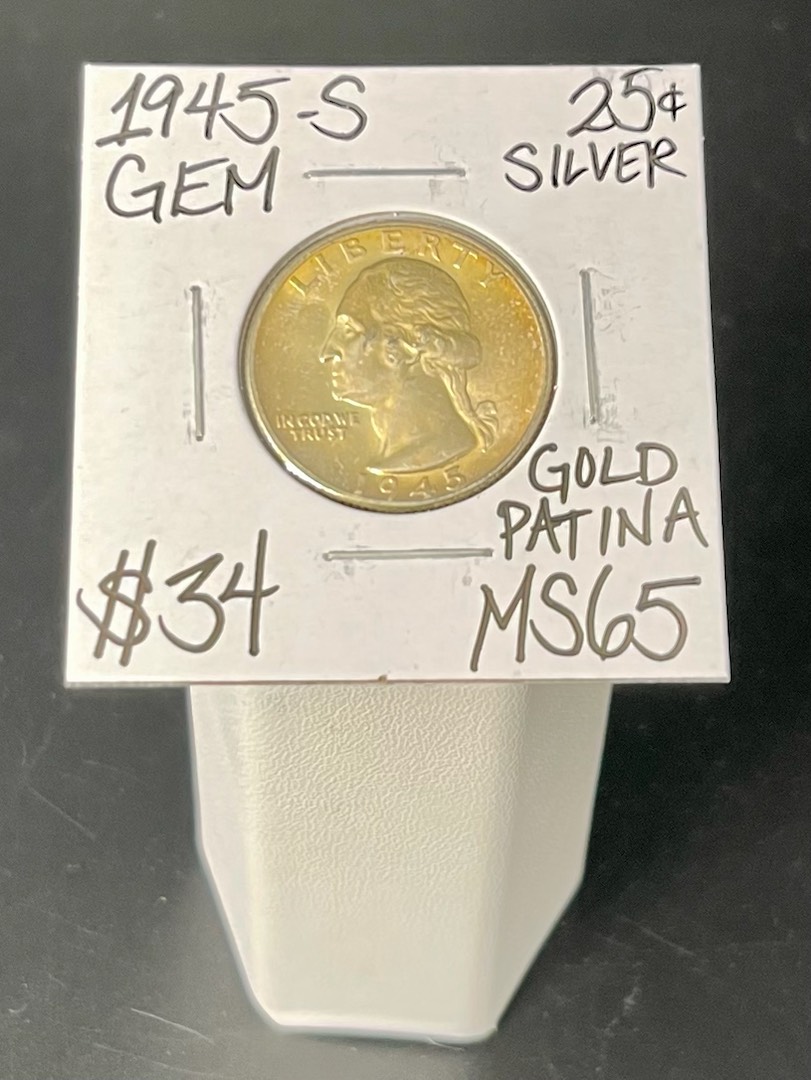 1945-S
GEM
25¢
SILVER
LIBERTY
IN GOD WE
TRUST
1945
GOLD
PATINA
$34
MS65